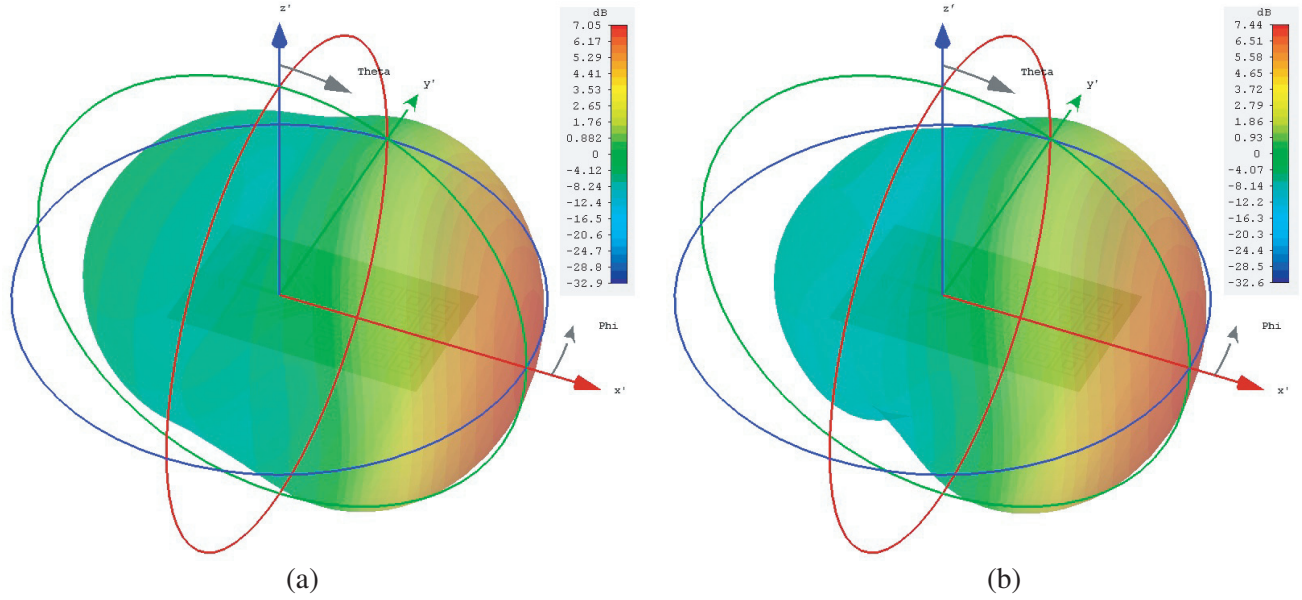 z'
Theta
y'
Phi
x'
dB
7.05
6.17
5.29
4.41
3.53
2.65
1.76
0.882
0
-4.12
-8.24
-12.4
-16.5
-20.6
-24.7
-28.8
-32.9
(a)
z'
Theta
y'
Phi
x'
dB
7.44
6.51
5.58
4.65
3.72
2.79
1.86
0.93
0
-4.07
-8.14
-12.2
-16.3
-20.4
-24.4
-28.5
-32.6
(b)